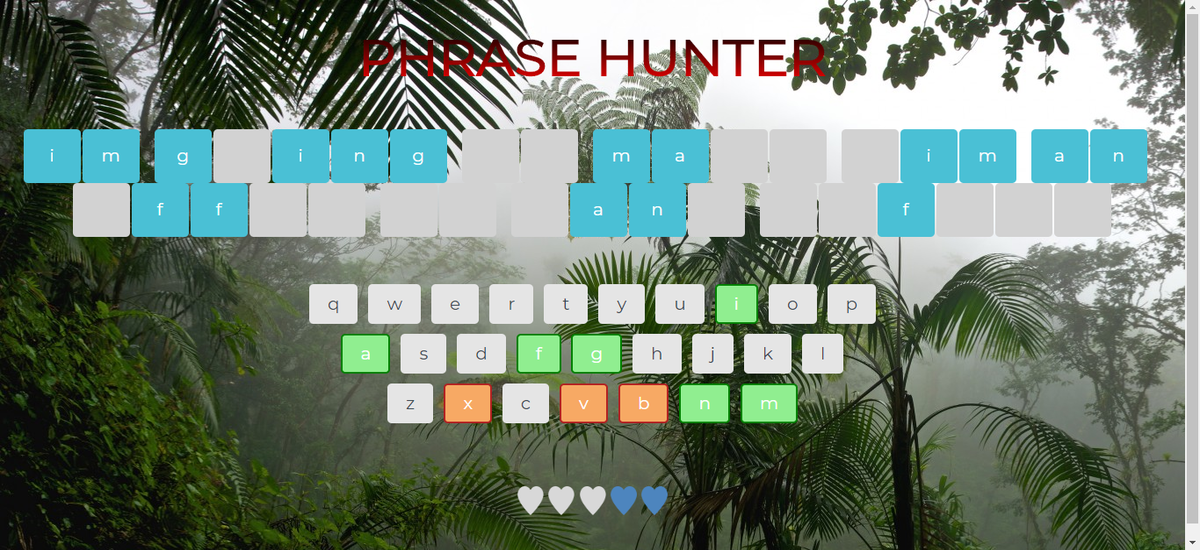 PHRASE HUNTER
i m g i n g m a i m a n
f f a n f
q w e r t y u i o p
a s d f g h j k l
z x c v b n m